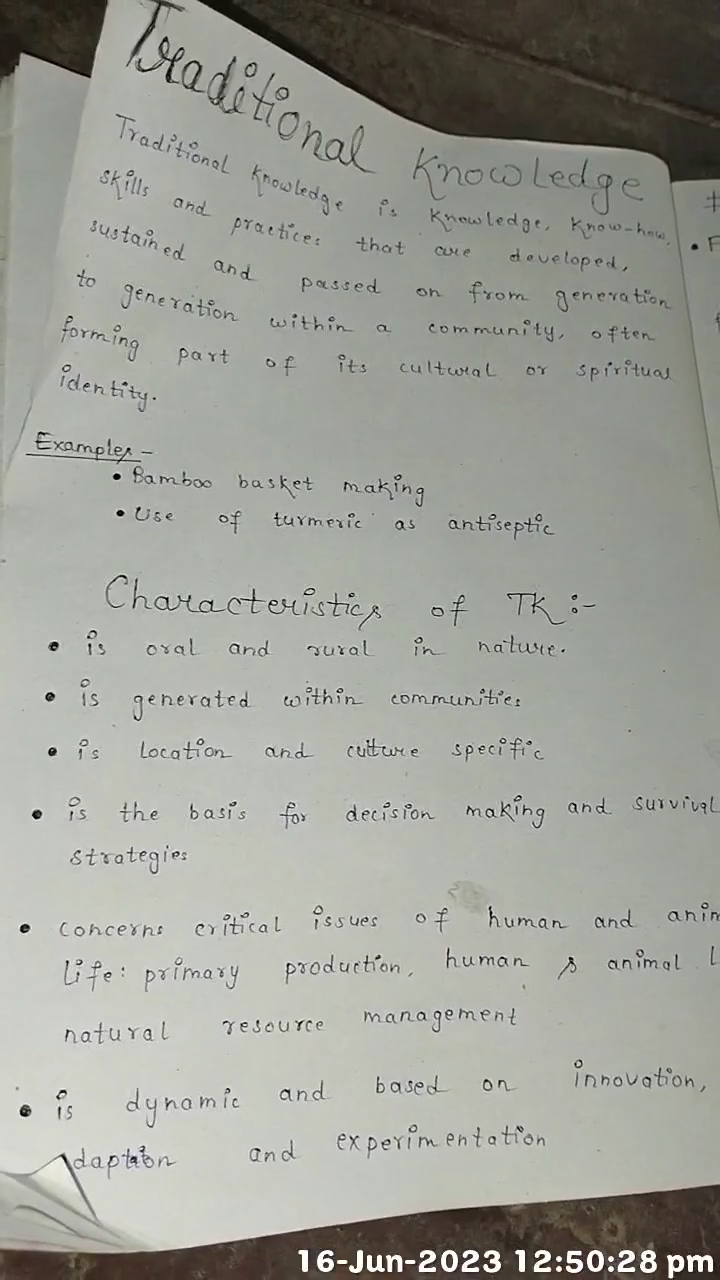 Traditional Knowledge
Traditional Knowledge is Knowledge, Know-how,
skills and practices that are developed,
sustained and passed on from generation
to generation within a community, often
forming part of its cultural or spiritual
identity.
Examples -
• Bamboo basket making
• Use of turmeric as antiseptic
Characteristics of TK :-
• is oral and rural in nature.
• is generated within communities
• is location and culture specific
• is the basis for decision making and survival
strategies
• concerns critical issues of human and anim
life: primary production, human & animal l
natural resource management
• is dynamic and based on innovation,
daption and experimentation
#
• F
16-Jun-2023 12:50:28 pm